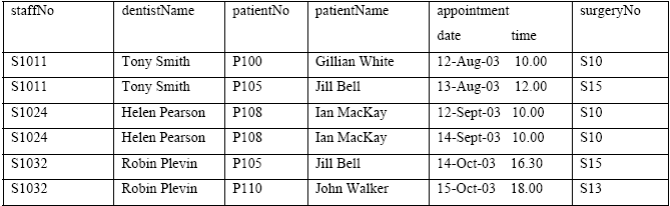 staffNo dentistName patientNo patientName appointment surgeryNo
date time
S1011 Tony Smith P100 Gillian White 12-Aug-03 10.00 S10
S1011 Tony Smith P105 Jill Bell 13-Aug-03 12.00 S15
S1024 Helen Pearson P108 Ian MacKay 12-Sept-03 10.00 S10
S1024 Helen Pearson P108 Ian MacKay 14-Sept-03 10.00 S10
S1032 Robin Plevin P105 Jill Bell 14-Oct-03 16.30 S15
S1032 Robin Plevin P110 John Walker 15-Oct-03 18.00 S13